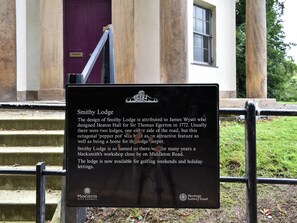 Smithy Lodge
The design of Smithy Lodge is attributed to James Wyatt who
designed Heaton Hall for Sir Thomas Egerton in 1772. Usually
there were two lodges, one either side of the road, but this
octagonal 'pepper pot' was built as an attractive feature as
well as being a home for the lodge keeper.
Smithy Lodge is so named as there was for many years a
blacksmith's workshop close by on Middleton Road.
The lodge is now available for golfing weekends and holiday
lettings.
MANCHESTER
Heritage
Lottery Fund